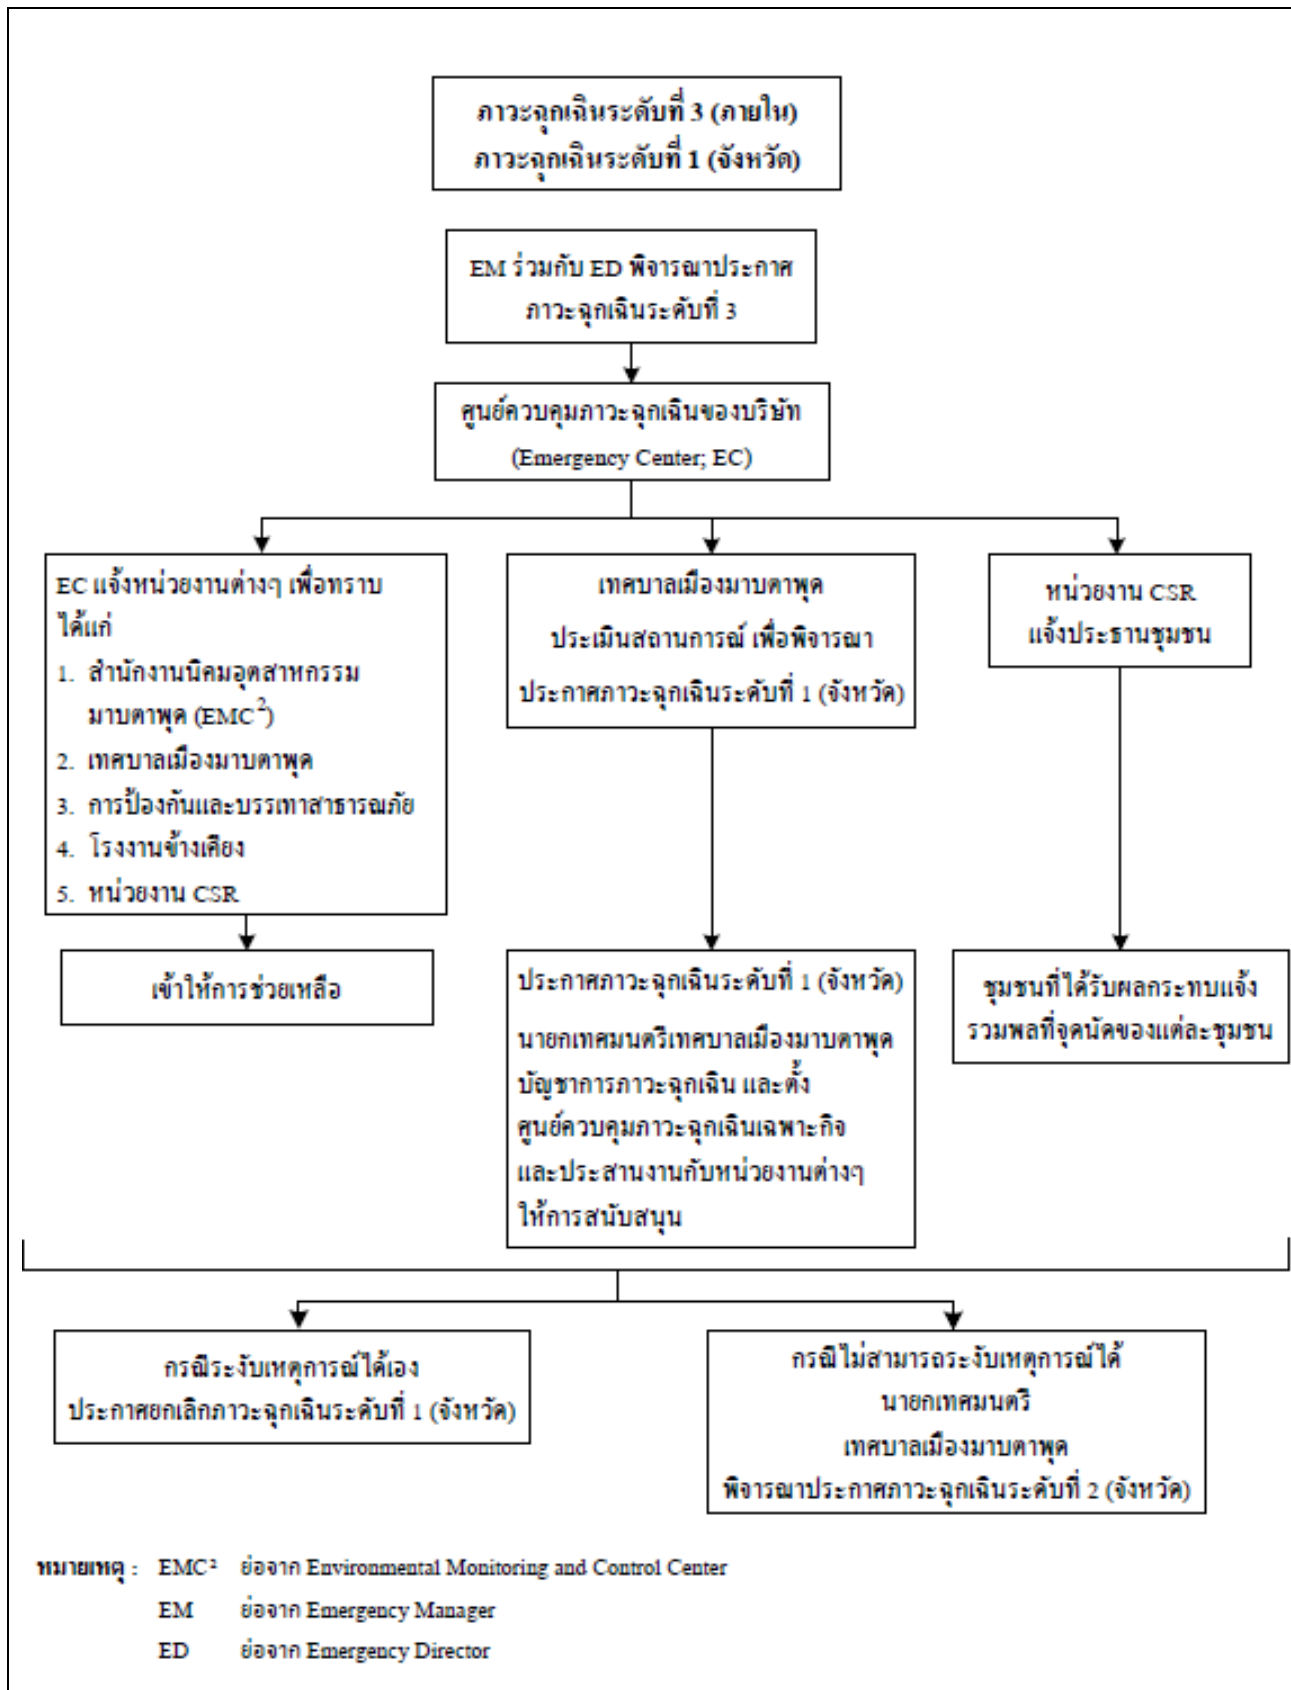 ภาวะฉุกเฉินระดับที่ 3 (ภายใน)
ภาวะฉุกเฉินระดับที่ 1 (จังหวัด)
EM ร่วมกับ ED พิจารณาประกาศ
ภาวะฉุกเฉินระดับที่ 3
ศูนย์ควบคุมภาวะฉุกเฉินของบริษัท
(Emergency Center; EC)
EC แจ้งหน่วยงานต่างๆ เพื่อทราบ
ได้แก่
1. สำนักงานนิคมอุตสาหกรรม
มาบตาพุด (EMC²)
2. เทศบาลเมืองมาบตาพุด
3. การป้องกันและบรรเทาสาธารณภัย
4. โรงงานข้างเคียง
5. หน่วยงาน CSR
เทศบาลเมืองมาบตาพุด
ประเมินสถานการณ์ เพื่อพิจารณา
ประกาศภาวะฉุกเฉินระดับที่ 1 (จังหวัด)
หน่วยงาน CSR
แจ้งประธานชุมชน
เข้าให้การช่วยเหลือ
ประกาศภาวะฉุกเฉินระดับที่ 1 (จังหวัด)
นายกเทศมนตรีเทศบาลเมืองมาบตาพุด
บัญชาการภาวะฉุกเฉิน และตั้ง
ศูนย์ควบคุมภาวะฉุกเฉินเฉพาะกิจ
และประสานงานกับหน่วยงานต่างๆ
ให้การสนับสนุน
ชุมชนที่ได้รับผลกระทบแจ้ง
รวมพลที่จุดนัดของแต่ละชุมชน
กรณีระงับเหตุการณ์ได้เอง
ประกาศยกเลิกภาวะฉุกเฉินระดับที่ 1 (จังหวัด)
กรณีไม่สามารถระงับเหตุการณ์ได้
นายกเทศมนตรี
เทศบาลเมืองมาบตาพุด
พิจารณาประกาศภาวะฉุกเฉินระดับที่ 2 (จังหวัด)
หมายเหตุ : EMC² ย่อจาก Environmental Monitoring and Control Center
EM ย่อจาก Emergency Manager
ED ย่อจาก Emergency Director